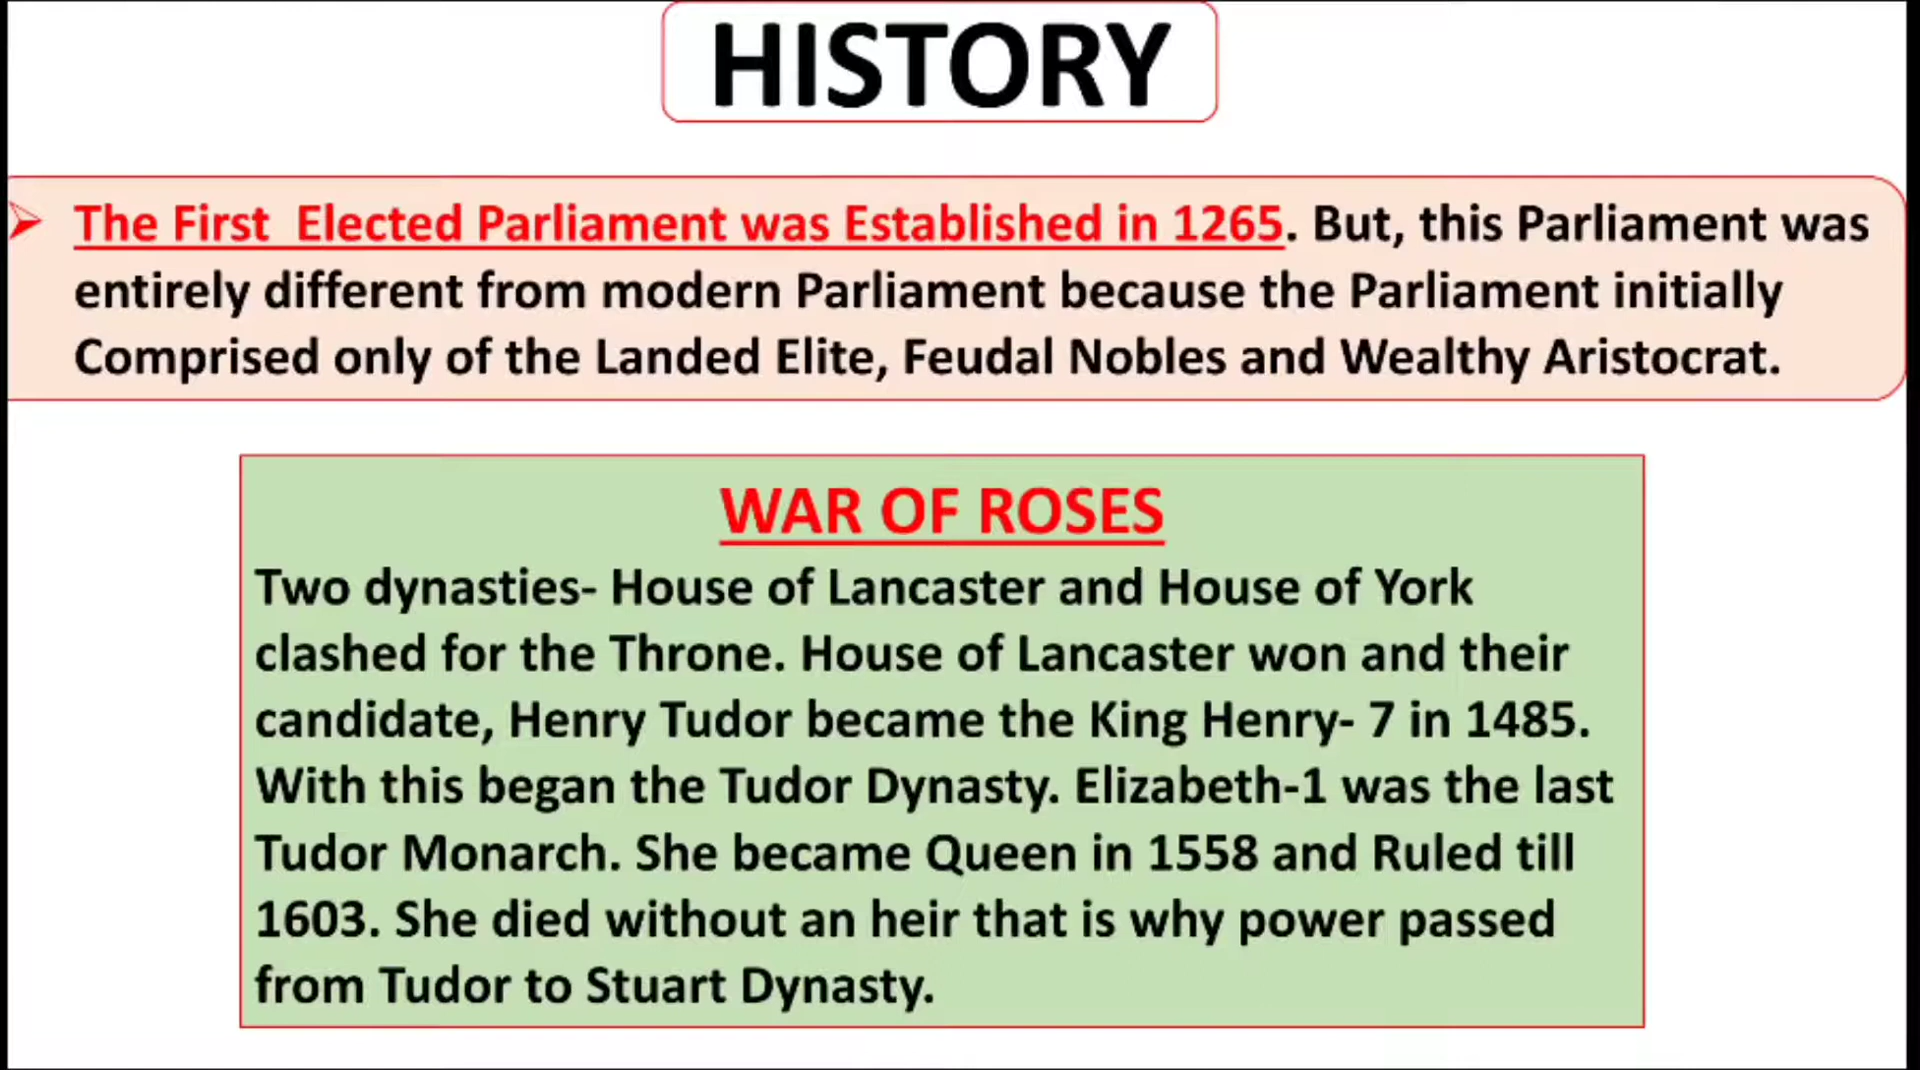 HISTORY
The First Elected Parliament was Established in 1265. But, this Parliament was
entirely different from modern Parliament because the Parliament initially
Comprised only of the Landed Elite, Feudal Nobles and Wealthy Aristocrat.
WAR OF ROSES
Two dynasties- House of Lancaster and House of York
clashed for the Throne. House of Lancaster won and their
candidate, Henry Tudor became the King Henry- 7 in 1485.
With this began the Tudor Dynasty. Elizabeth-1 was the last
Tudor Monarch. She became Queen in 1558 and Ruled till
1603. She died without an heir that is why power passed
from Tudor to Stuart Dynasty.